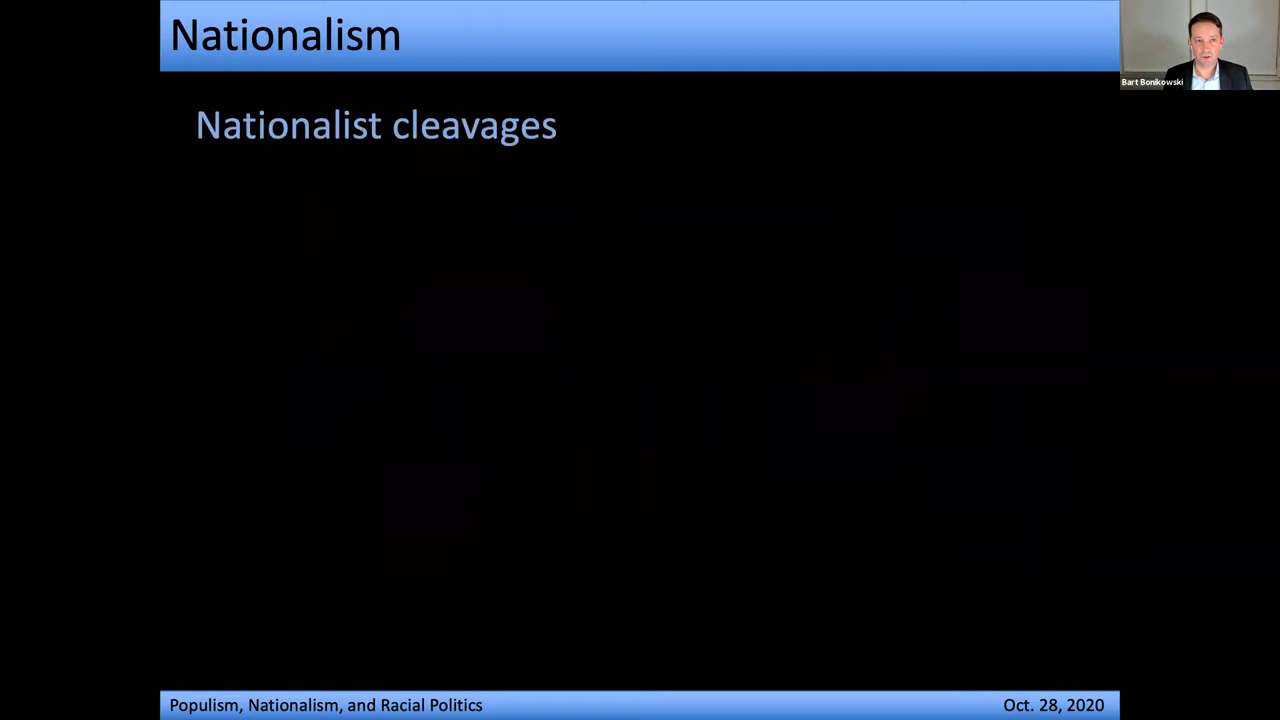 Nationalism
Bart Bonikowski
Nationalist cleavages
Populism, Nationalism, and Racial Politics
Oct. 28, 2020